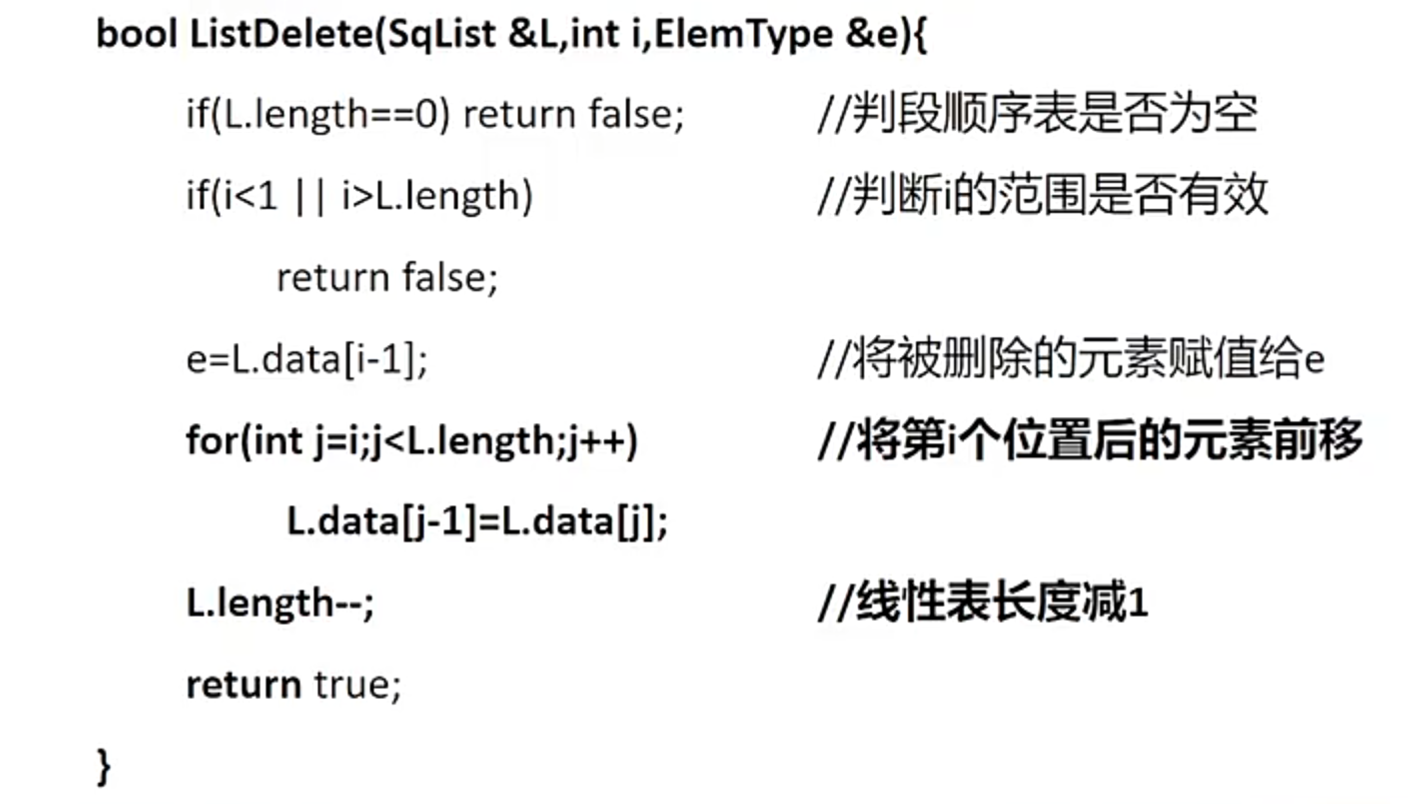 bool ListDelete(SqList &L,int i,ElemType &e){
if(L.length==0) return false; //判段顺序表是否为空
if(i<1 || i>L.length) //判断i的范围是否有效
return false;
e=L.data[i-1]; //将被删除的元素赋值给e
for(int j=i;j<L.length;j++) //将第i个位置后的元素前移
L.data[j-1]=L.data[j];
L.length--; //线性表长度减1
return true;
}